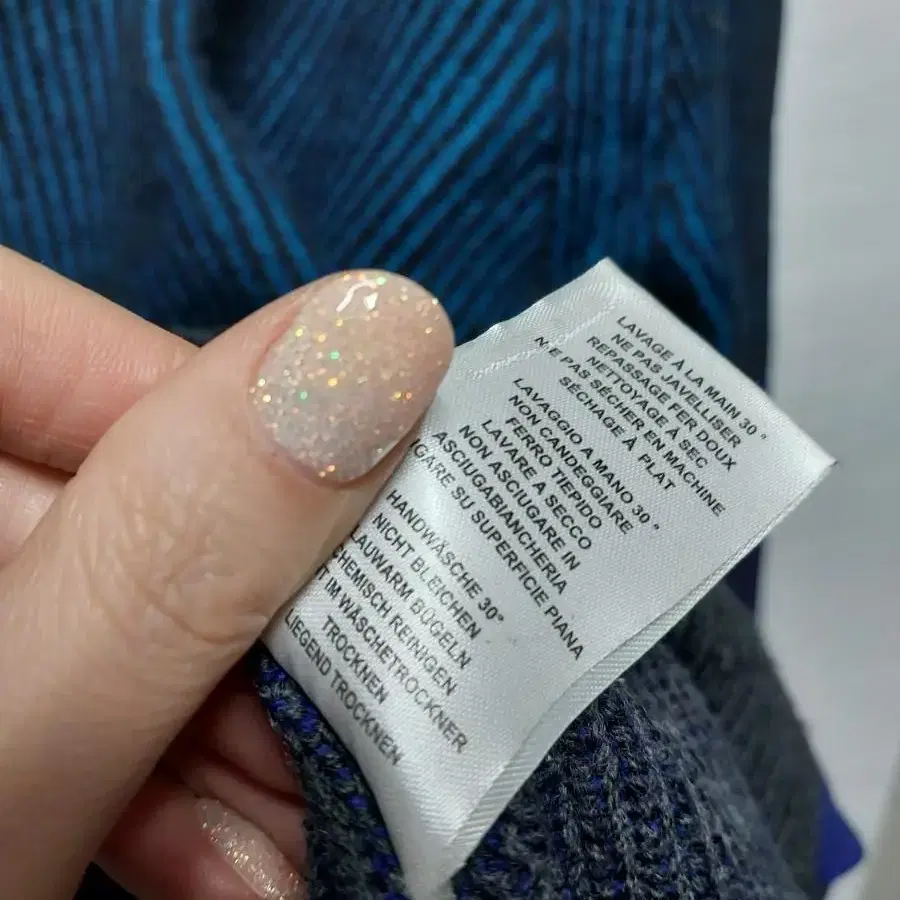 LAVAGE À LA MAIN 30°
NE PAS JAVELLISER
REPASSAGE FER DOUX
NETTOYAGE À SEC
NE PAS SÉCHER EN MACHINE
SÉCHAGE À PLAT
LAVAGGIO A MANO 30°
NON CANDEGGIARE
FERRO TIEPIDO
LAVARE A SECCO
NON ASCIUGARE IN
ASCIUGABIANCHERIA
SU SUPERFICIE PIANA
HANDWÄSCHE 30°
NICHT BLEICHEN
LAUWARM BÜGELN
REINIGEN
IM WÄSCHETROCKNER
TROCKNEN
LIEGEND TROCKNEN